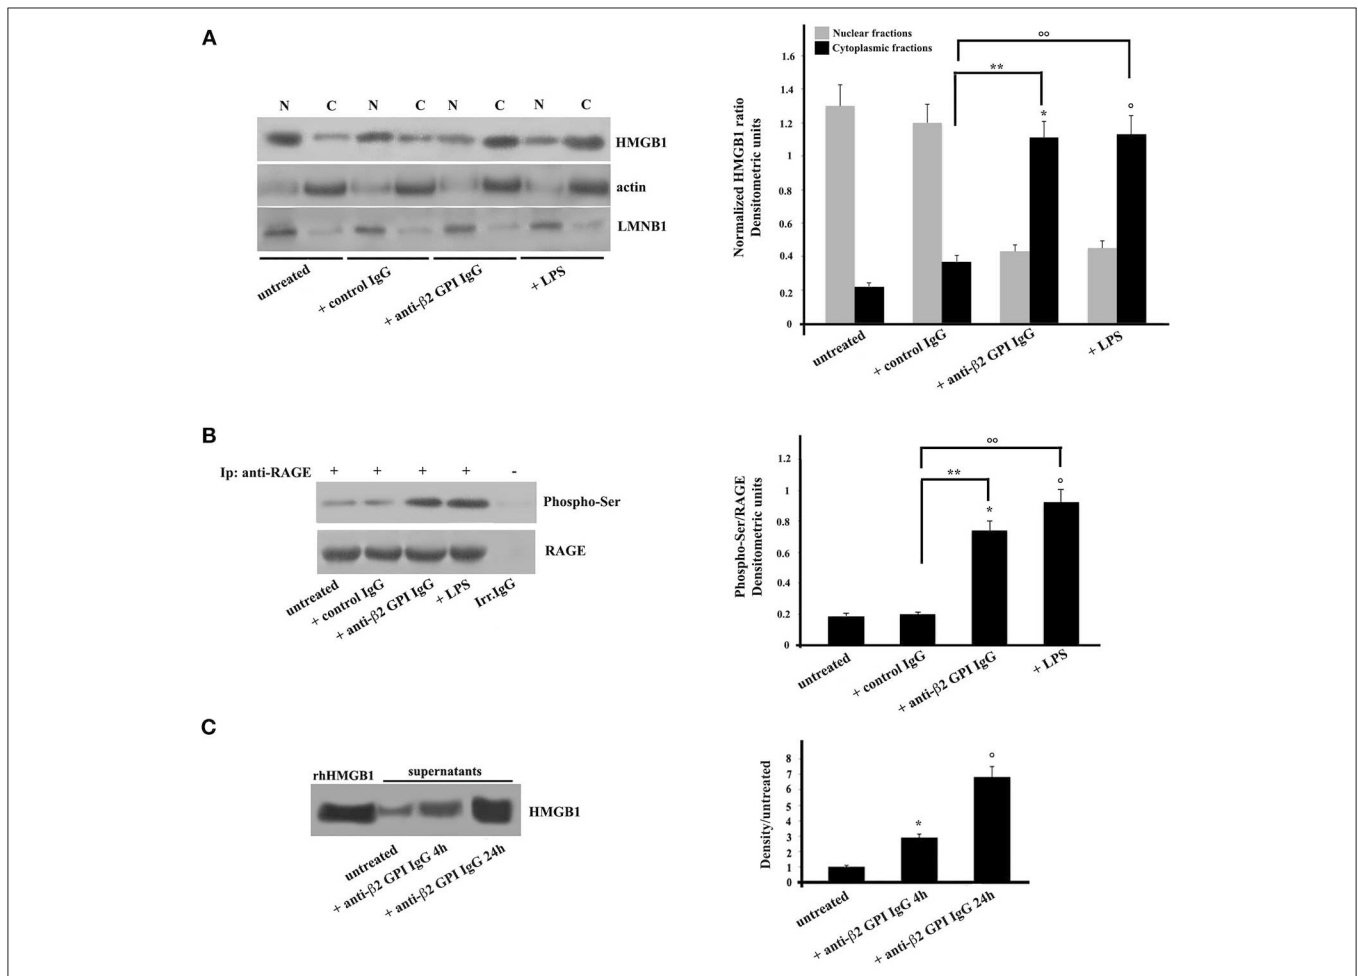 A
N C N C N C N C
HMGB1
actin
LMNB1
untreated
+ control IgG
+ anti-β2 GPI IgG
+ LPS
Nuclear fractions
Cytoplasmic fractions
Normalized HMGB1 ratio
Densitometric units
1.6
1.4
1.2
1
0.8
0.6
0.4
0.2
0
°°
**
*
°
untreated
+ control IgG
+ anti-β2 GPI IgG
+ LPS
B
Ip: anti-RAGE + + + + -
Phospho-Ser
RAGE
untreated
+ control IgG
+ anti-β2 GPI IgG
+ LPS
Irr.IgG
Phospho-Ser/RAGE
Densitometric units
1.2
1
0.8
0.6
0.4
0.2
0
°°
**
*
°
untreated
+ control IgG
+ anti-β2 GPI IgG
+ LPS
C
rhHMGB1 supernatants
HMGB1
untreated
+ anti-β2 GPI IgG 4h
+ anti-β2 GPI IgG 24h
Density/untreated
8
7
6
5
4
3
2
1
0
*
°
untreated
+ anti-β2 GPI IgG 4h
+ anti-β2 GPI IgG 24h